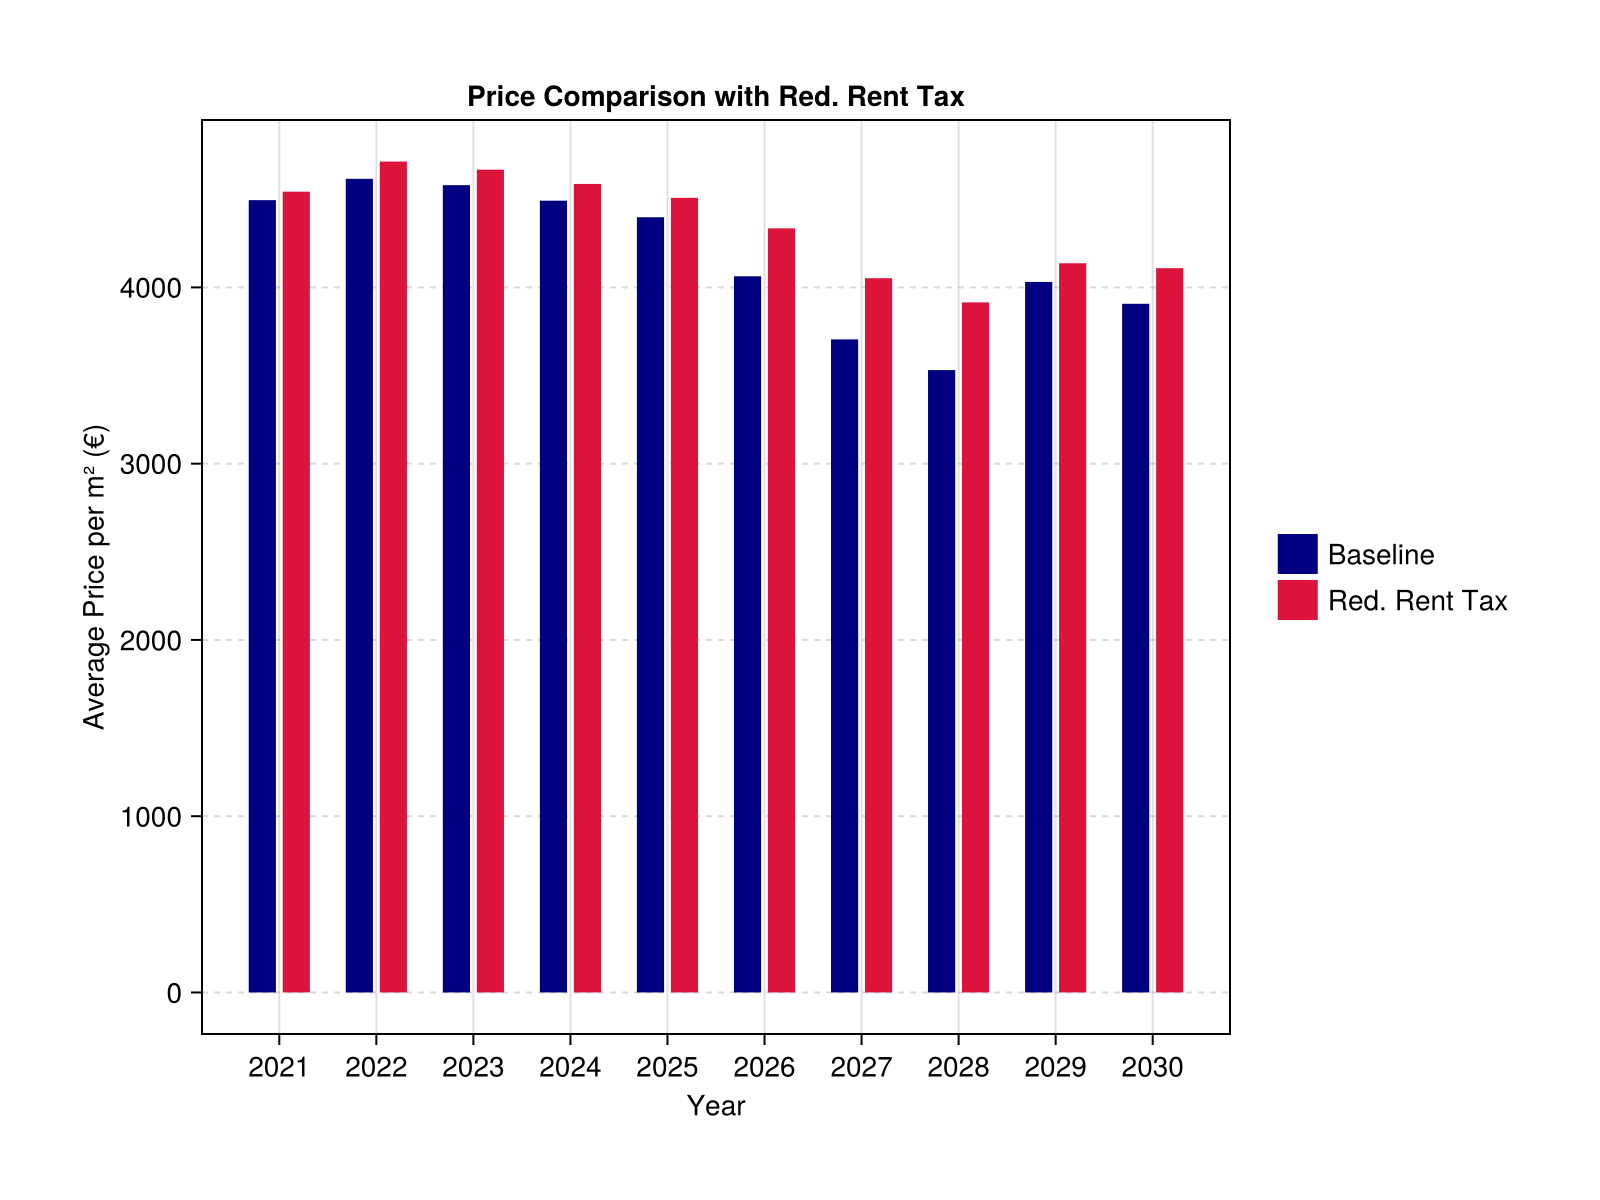 Price Comparison with Red. Rent Tax
Average Price per m² (€)
4000
3000
2000
1000
0
2021 2022 2023 2024 2025 2026 2027 2028 2029 2030
Year
Baseline
Red. Rent Tax